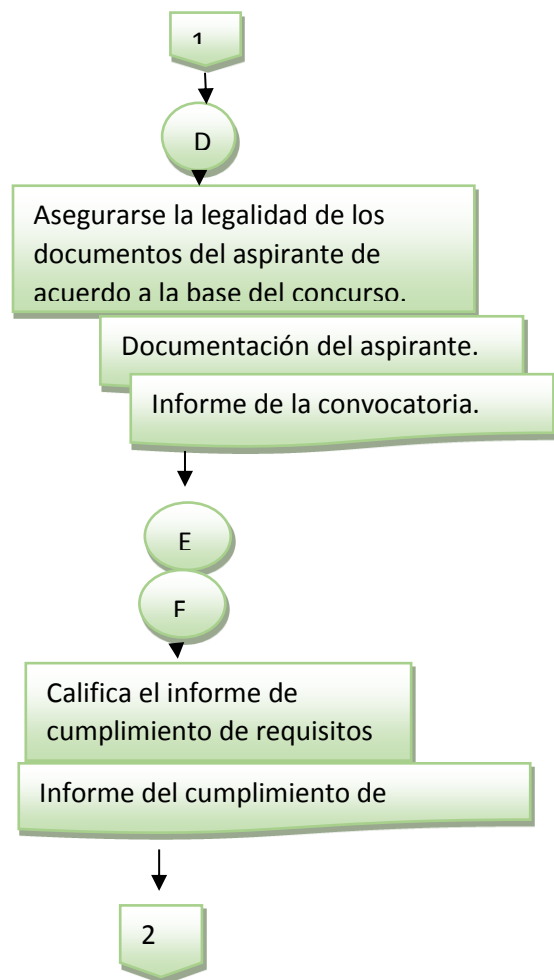 1
D
Asegurarse la legalidad de los
documentos del aspirante de
acuerdo a la base del concurso.
Documentación del aspirante.
Informe de la convocatoria.
E
F
Califica el informe de
cumplimiento de requisitos
Informe del cumplimiento de
2